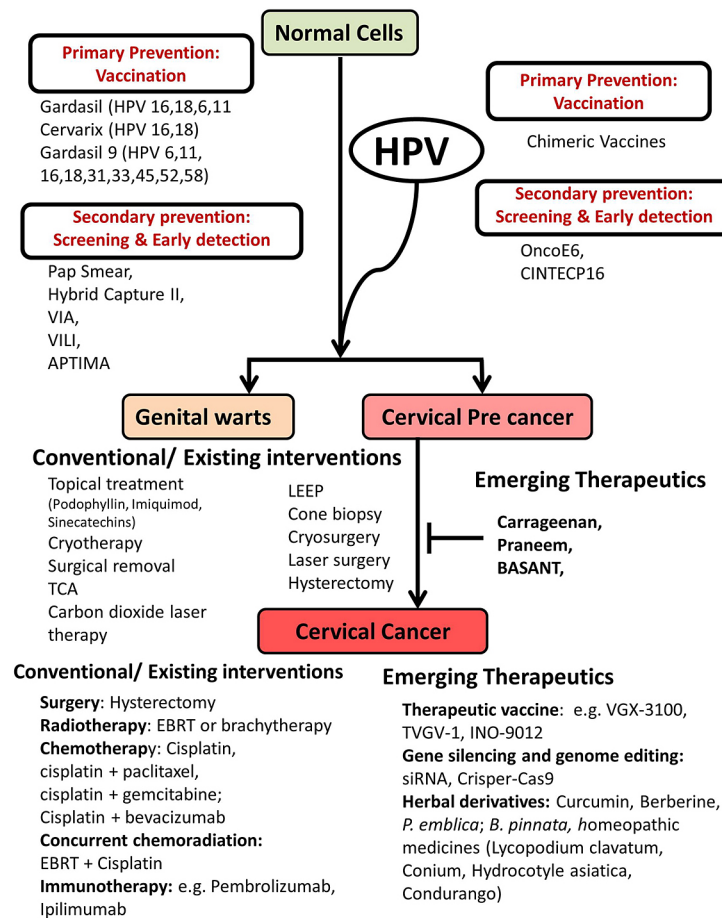 Normal Cells
Primary Prevention:
Vaccination
Gardasil (HPV 16,18,6,11
Cervarix (HPV 16,18)
Gardasil 9 (HPV 6,11,
16,18,31,33,45,52,58)
Secondary prevention:
Screening & Early detection
Pap Smear,
Hybrid Capture II,
VIA,
VILI,
APTIMA
HPV
Primary Prevention:
Vaccination
Chimeric Vaccines
Secondary prevention:
Screening & Early detection
OncoE6,
CINTECP16
Genital warts
Cervical Pre cancer
Conventional/ Existing interventions
Topical treatment
(Podophyllin, Imiquimod,
Sinecatechins)
Cryotherapy
Surgical removal
TCA
Carbon dioxide laser
therapy
LEEP
Cone biopsy
Cryosurgery
Laser surgery
Hysterectomy
Emerging Therapeutics
Carrageenan,
Praneem,
BASANT,
Cervical Cancer
Conventional/ Existing interventions
Surgery: Hysterectomy
Radiotherapy: EBRT or brachytherapy
Chemotherapy: Cisplatin,
cisplatin + paclitaxel,
cisplatin + gemcitabine;
Cisplatin + bevacizumab
Concurrent chemoradiation:
EBRT + Cisplatin
Immunotherapy: e.g. Pembrolizumab,
Ipilimumab
Emerging Therapeutics
Therapeutic vaccine: e.g. VGX-3100,
TVGV-1, INO-9012
Gene silencing and genome editing:
siRNA, Crisper-Cas9
Herbal derivatives: Curcumin, Berberine,
P. emblica; B. pinnata, homeopathic
medicines (Lycopodium clavatum,
Conium, Hydrocotyle asiatica,
Condurango)